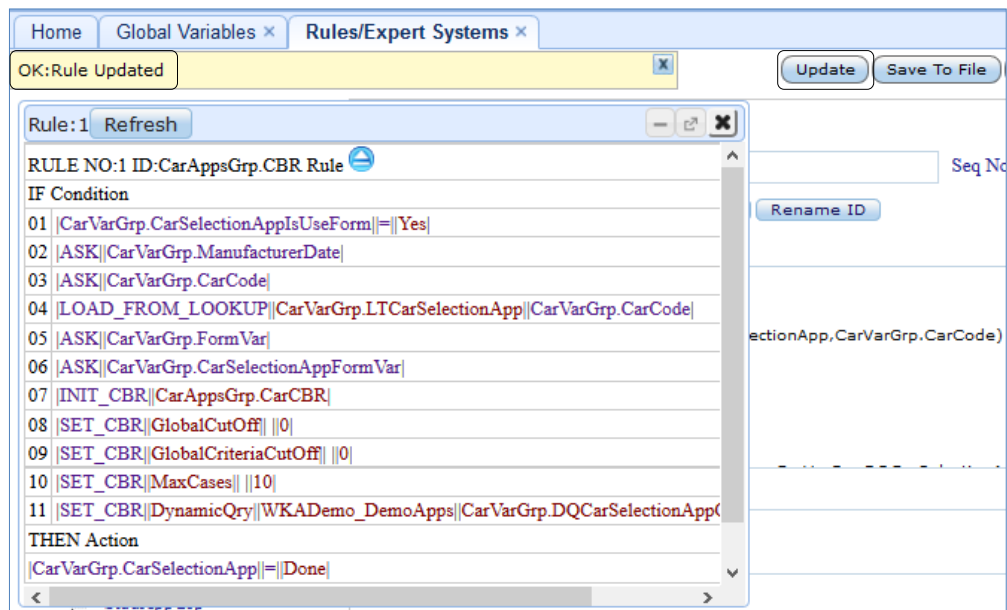 Home Global Variables × Rules/Expert Systems ×
OK:Rule Updated x Update Save To File
Rule:1 Refresh
RULE NO:1 ID:CarAppsGrp.CBR Rule
Seq No
IF Condition
Rename ID
01 |CarVarGrp.CarSelectionAppIsUseForm||=||Yes|
02 |ASK||CarVarGrp.ManufacturerDate|
03 |ASK||CarVarGrp.CarCode|
04 |LOAD_FROM_LOOKUP||CarVarGrp.LTCarSelectionApp||CarVarGrp.CarCode|
05 |ASK||CarVarGrp.FormVar|
ectionApp,CarVarGrp.CarCode)
06 |ASK||CarVarGrp.CarSelectionAppFormVar|
07 |INIT_CBR||CarAppsGrp.CarCBR|
08 |SET_CBR||GlobalCutOff|| ||0|
09 |SET_CBR||GlobalCriteriaCutOff|| ||0|
10 |SET_CBR||MaxCases|| ||10|
11 |SET_CBR||DynamicQry||WKADemo_DemoApps||CarVarGrp.DQCarSelectionApp
THEN Action
|CarVarGrp.CarSelectionApp||=||Done|